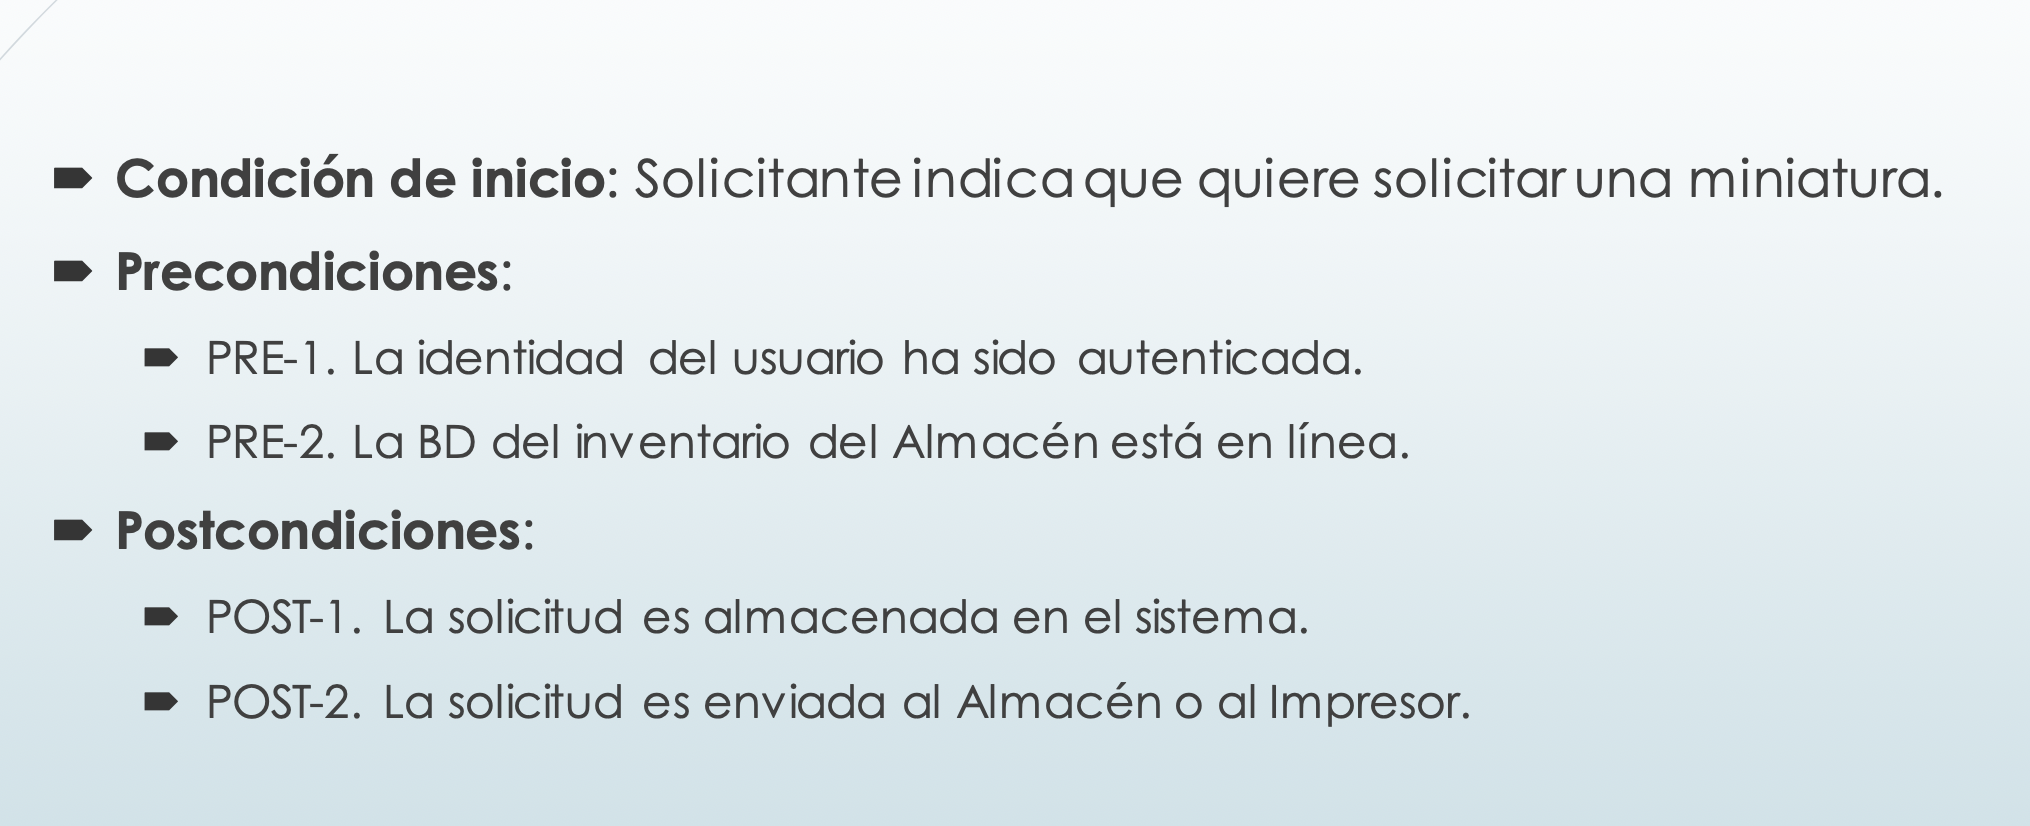 Condición de inicio: Solicitante indica que quiere solicitar una miniatura.
Precondiciones:
PRE-1. La identidad del usuario ha sido autenticada.
PRE-2. La BD del inventario del Almacén está en línea.
Postcondiciones:
POST-1. La solicitud es almacenada en el sistema.
POST-2. La solicitud es enviada al Almacén o al Impresor.